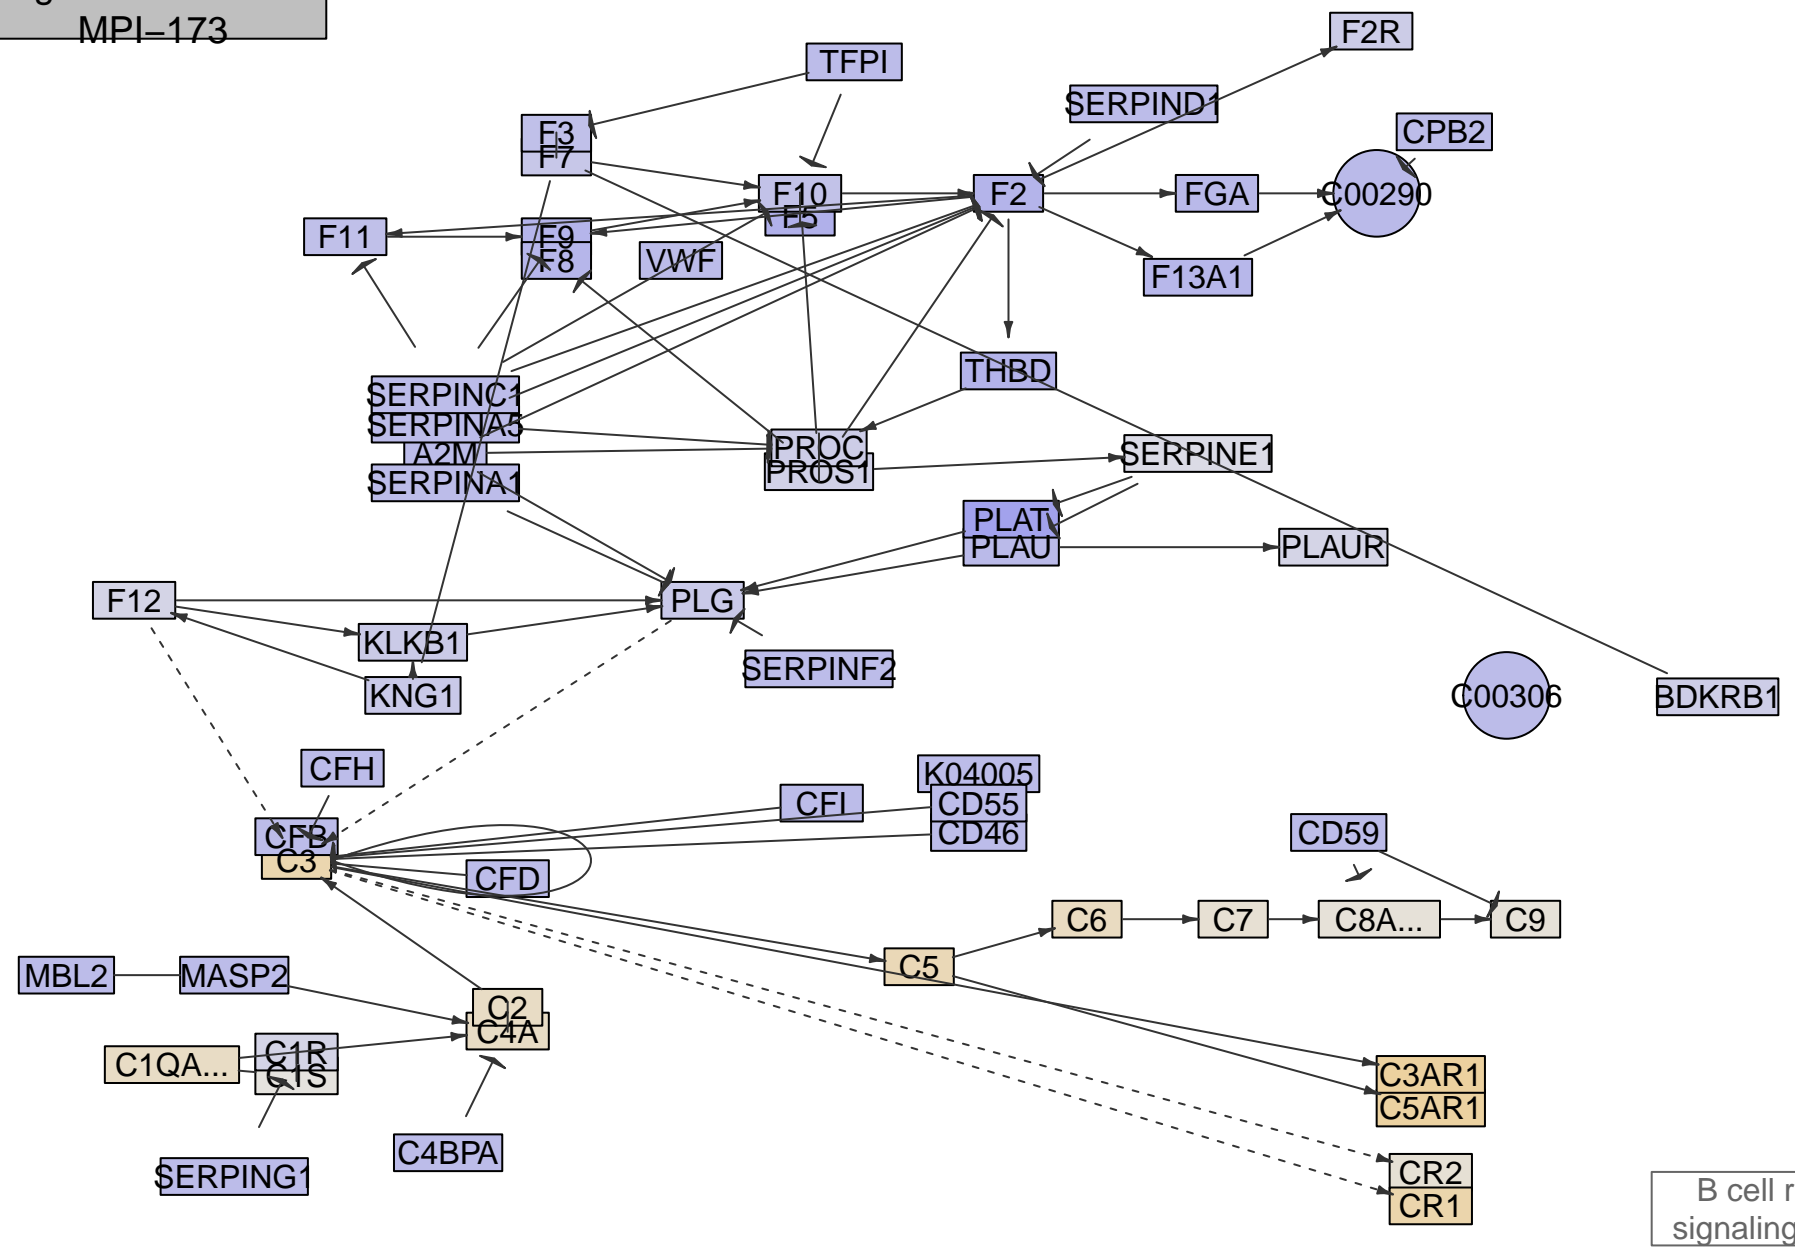 MPI−173
F2R
TFPI
SERPIND1
CPB2
F3
F7
F10
F5
F2
FGA
C00290
F11
F9
F8
VWF
F13A1
THBD
SERPINC1
SERPINA5
A2M
SERPINA1
PROC
PROS1
SERPINE1
PLAT
PLAU
PLAUR
F12
PLG
KLKB1
KNG1
SERPINF2
C00306
BDKRB1
CFH
K04005
CD55
CD46
CFI
CFB
C3
CFD
CD59
C6
C7
C8A...
C9
C5
MBL2
MASP2
C2
C4A
C1QA...
C1R
C1S
C3AR1
C5AR1
C4BPA
SERPING1
CR2
CR1
B cell r
signaling